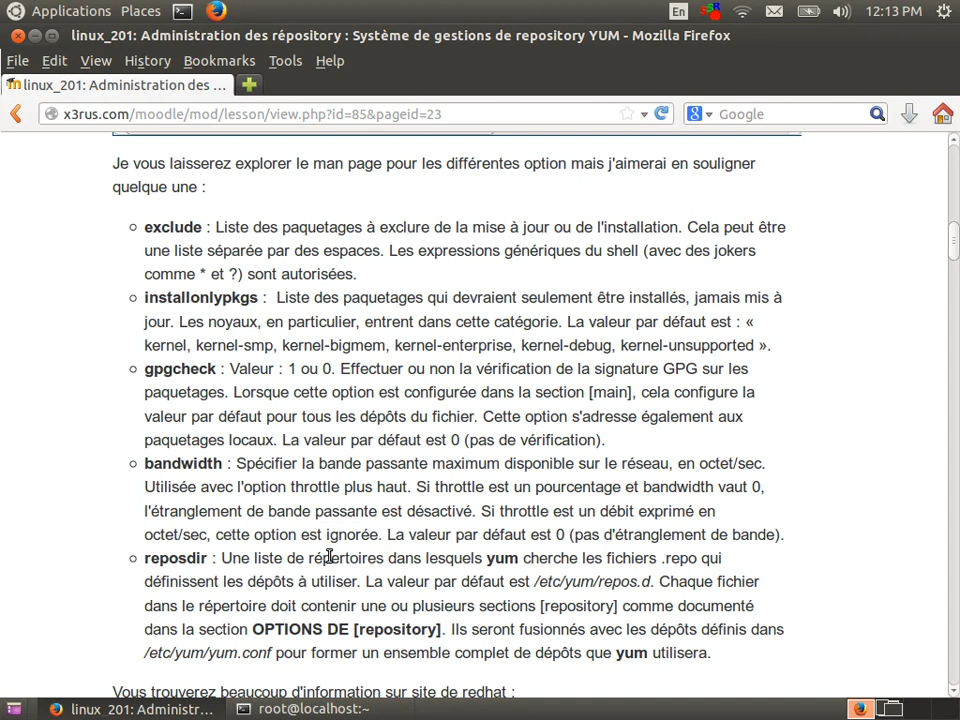 Applications Places En 12:13 PM
linux_201: Administration des répository : Système de gestions de repository YUM - Mozilla Firefox
File Edit View History Bookmarks Tools Help
linux_201: Administration des ...
x3rus.com/moodle/mod/lesson/view.php?id=85&pageid=23 Google
Je vous laisserez explorer le man page pour les différentes option mais j'aimerai en souligner
quelque une :
exclude : Liste des paquetages à exclure de la mise à jour ou de l'installation. Cela peut être
une liste séparée par des espaces. Les expressions génériques du shell (avec des jokers
comme * et ?) sont autorisées.
installonlypkgs : Liste des paquetages qui devraient seulement être installés, jamais mis à
jour. Les noyaux, en particulier, entrent dans cette catégorie. La valeur par défaut est : «
kernel, kernel-smp, kernel-bigmem, kernel-enterprise, kernel-debug, kernel-unsupported ».
gpgcheck : Valeur : 1 ou 0. Effectuer ou non la vérification de la signature GPG sur les
paquetages. Lorsque cette option est configurée dans la section [main], cela configure la
valeur par défaut pour tous les dépôts du fichier. Cette option s'adresse également aux
paquetages locaux. La valeur par défaut est 0 (pas de vérification).
bandwidth : Spécifier la bande passante maximum disponible sur le réseau, en octet/sec.
Utilisée avec l'option throttle plus haut. Si throttle est un pourcentage et bandwidth vaut 0,
l'étranglement de bande passante est désactivé. Si throttle est un débit exprimé en
octet/sec, cette option est ignorée. La valeur par défaut est 0 (pas d'étranglement de bande).
reposdir : Une liste de répertoires dans lesquels yum cherche les fichiers .repo qui
définissent les dépôts à utiliser. La valeur par défaut est /etc/yum/repos.d. Chaque fichier
dans le répertoire doit contenir une ou plusieurs sections [repository] comme documenté
dans la section OPTIONS DE [repository]. Ils seront fusionnés avec les dépôts définis dans
/etc/yum/yum.conf pour former un ensemble complet de dépôts que yum utilisera.
Vous trouverez beaucoup d'information sur site de redhat :
linux_201: Administr... root@localhost:~